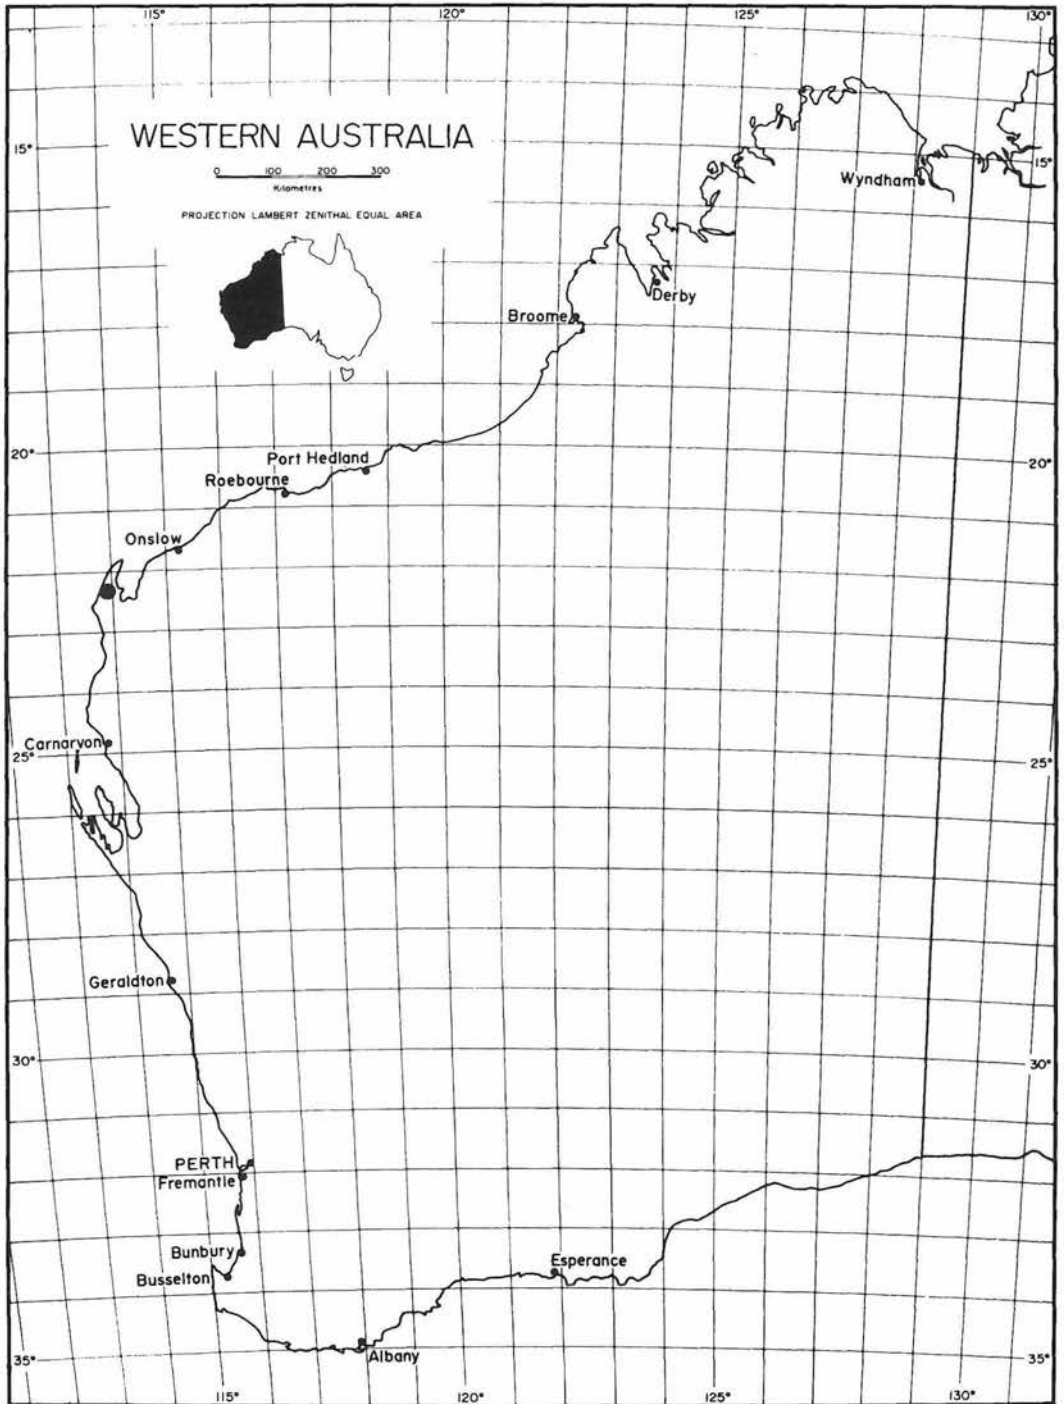 115° 120° 125° 130°
WESTERN AUSTRALIA
0 100 200 300
Kilometres
PROJECTION LAMBERT ZENITHAL EQUAL AREA
15° 15°
Wyndham
Derby
Broome
20° 20°
Port Hedland
Roebourne
Onslow
Carnarvon
25° 25°
Geraldton
30° 30°
PERTH
Fremantle
Bunbury
Busselton
Esperance
Albany
35° 35°
115° 120° 125° 130°